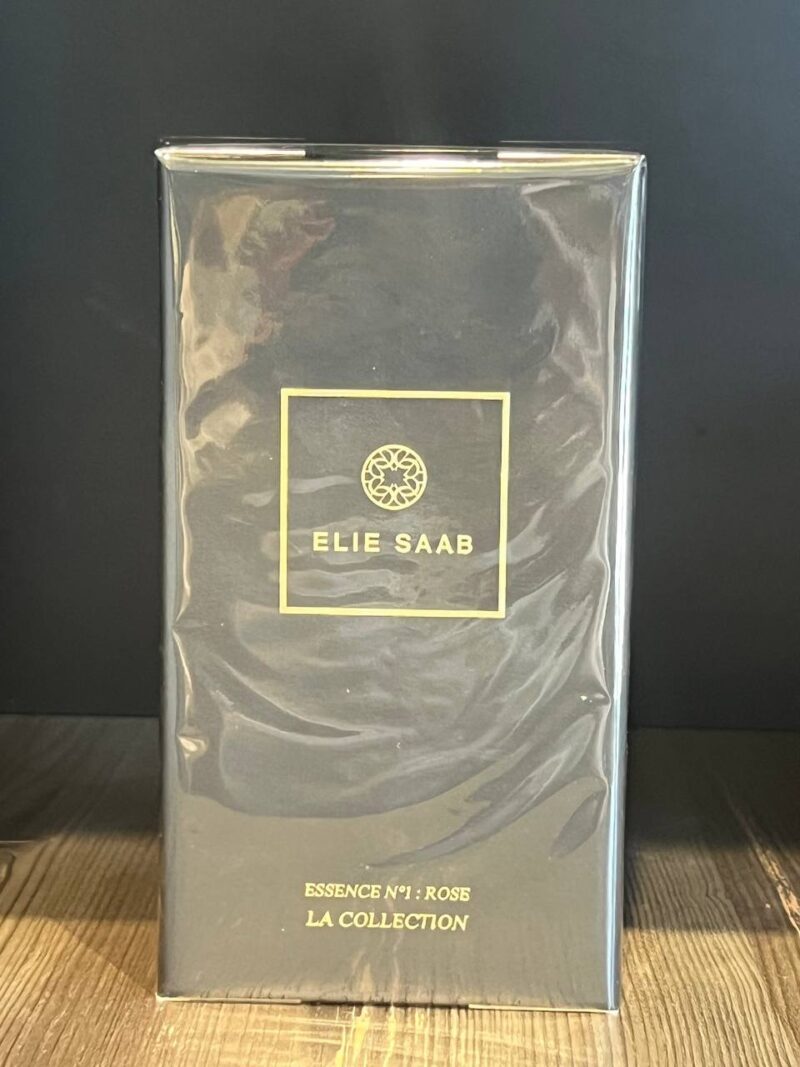 ELIE SAAB
ESSENCE N°1 : ROSE
LA COLLECTION